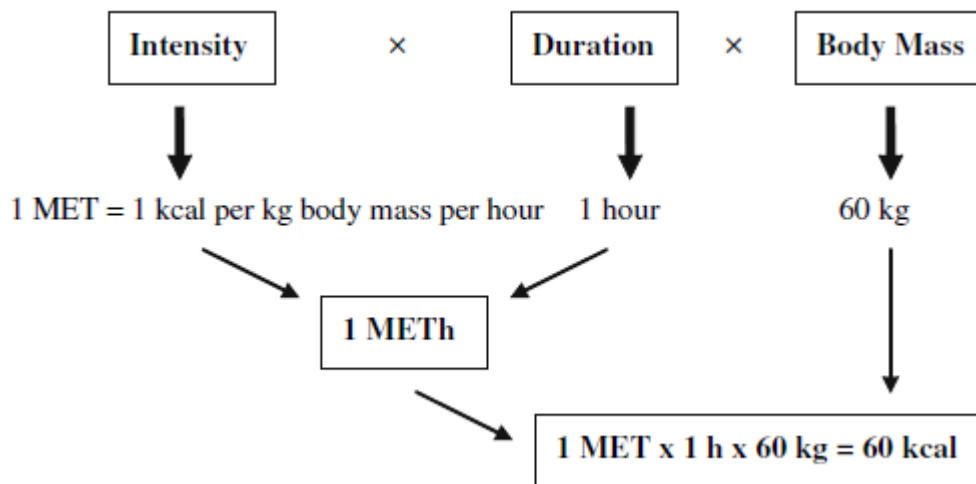 Intensity × Duration × Body Mass
1 MET = 1 kcal per kg body mass per hour 1 hour 60 kg
1 METh
1 MET x 1 h x 60 kg = 60 kcal